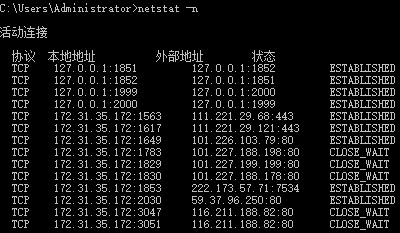 C:\Users\Administrator>netstat -n
活动连接
协议 本地地址 外部地址 状态
TCP 127.0.0.1:1851 127.0.0.1:1852 ESTABLISHED
TCP 127.0.0.1:1852 127.0.0.1:1851 ESTABLISHED
TCP 127.0.0.1:1999 127.0.0.1:2000 ESTABLISHED
TCP 127.0.0.1:2000 127.0.0.1:1999 ESTABLISHED
TCP 172.31.35.172:1563 111.221.29.68:443 ESTABLISHED
TCP 172.31.35.172:1617 111.221.29.121:443 ESTABLISHED
TCP 172.31.35.172:1649 101.226.103.79:80 ESTABLISHED
TCP 172.31.35.172:1783 101.227.188.198:80 CLOSE_WAIT
TCP 172.31.35.172:1829 101.227.199.199:80 CLOSE_WAIT
TCP 172.31.35.172:1830 101.227.188.178:80 CLOSE_WAIT
TCP 172.31.35.172:1853 222.173.57.71:7534 ESTABLISHED
TCP 172.31.35.172:2030 59.37.96.250:80 ESTABLISHED
TCP 172.31.35.172:3047 116.211.188.82:80 CLOSE_WAIT
TCP 172.31.35.172:3051 116.211.188.82:80 CLOSE_WAIT